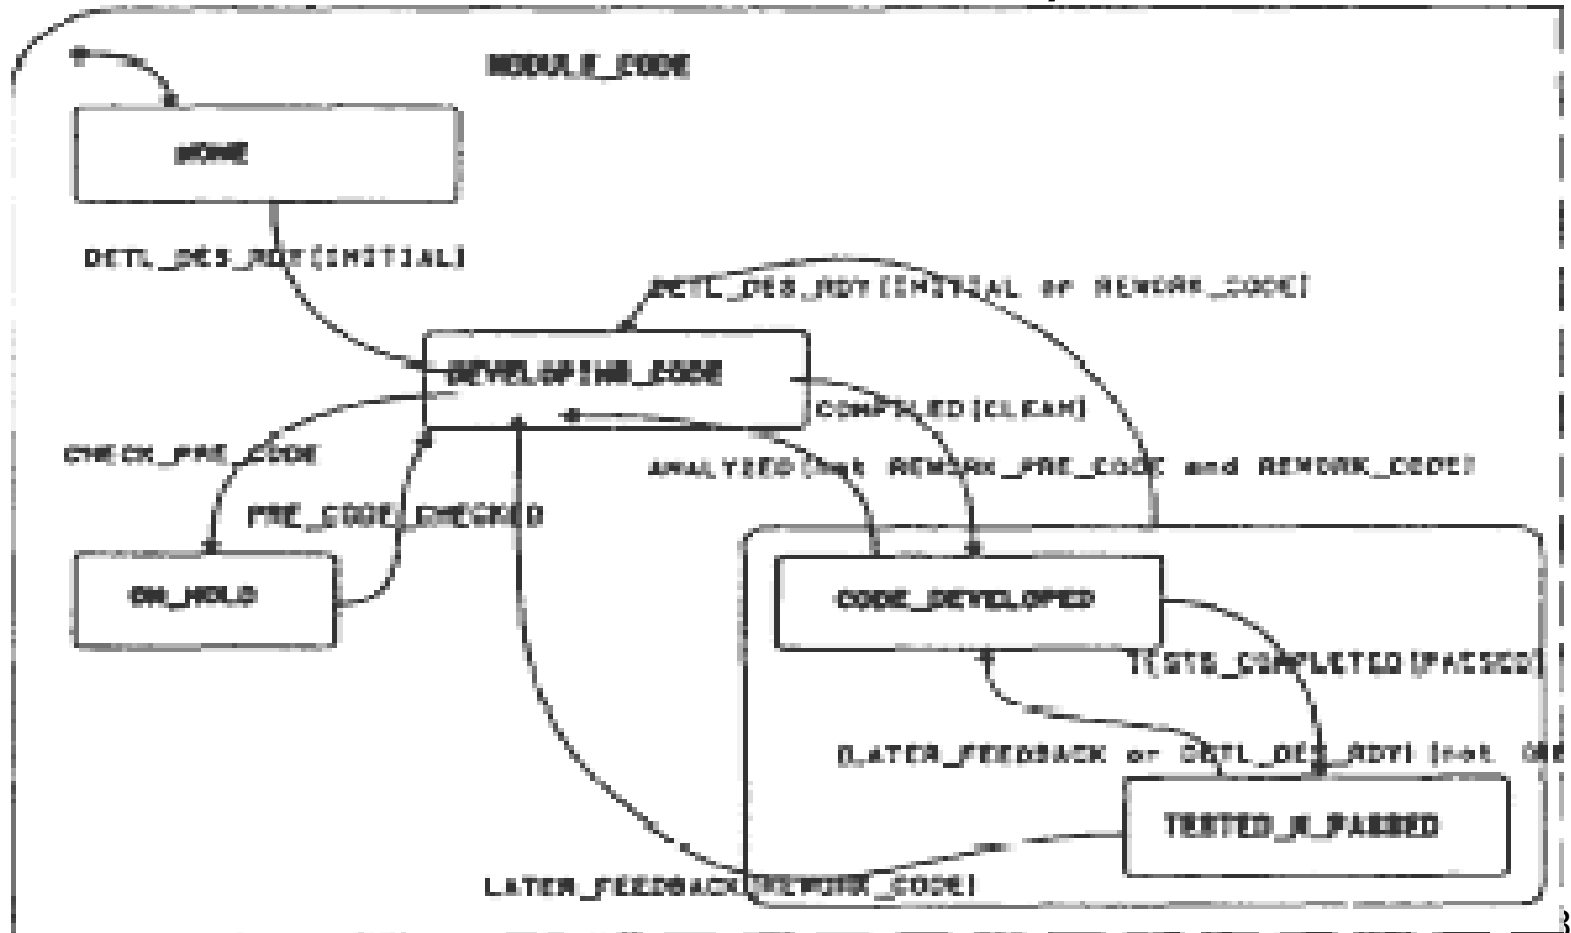 MODULE_CODE
NONE
DETL_DES_RDY[INITIAL]
DETL_DES_RDY[INITIAL or REWORK_CODE]
DEVELOPING_CODE
COMPILED[CLEAN]
CHECK_PRE_CODE
ANALYZED[not REWORK_PRE_CODE and REWORK_CODE]
PRE_CODE_CHECKED
ON_HOLD
CODE_DEVELOPED
TESTS_COMPLETED[PASSED]
(LATER_FEEDBACK or DETL_DES_RDY) [not
TESTED_N_PASSED
LATER_FEEDBACK[REWORK_CODE]